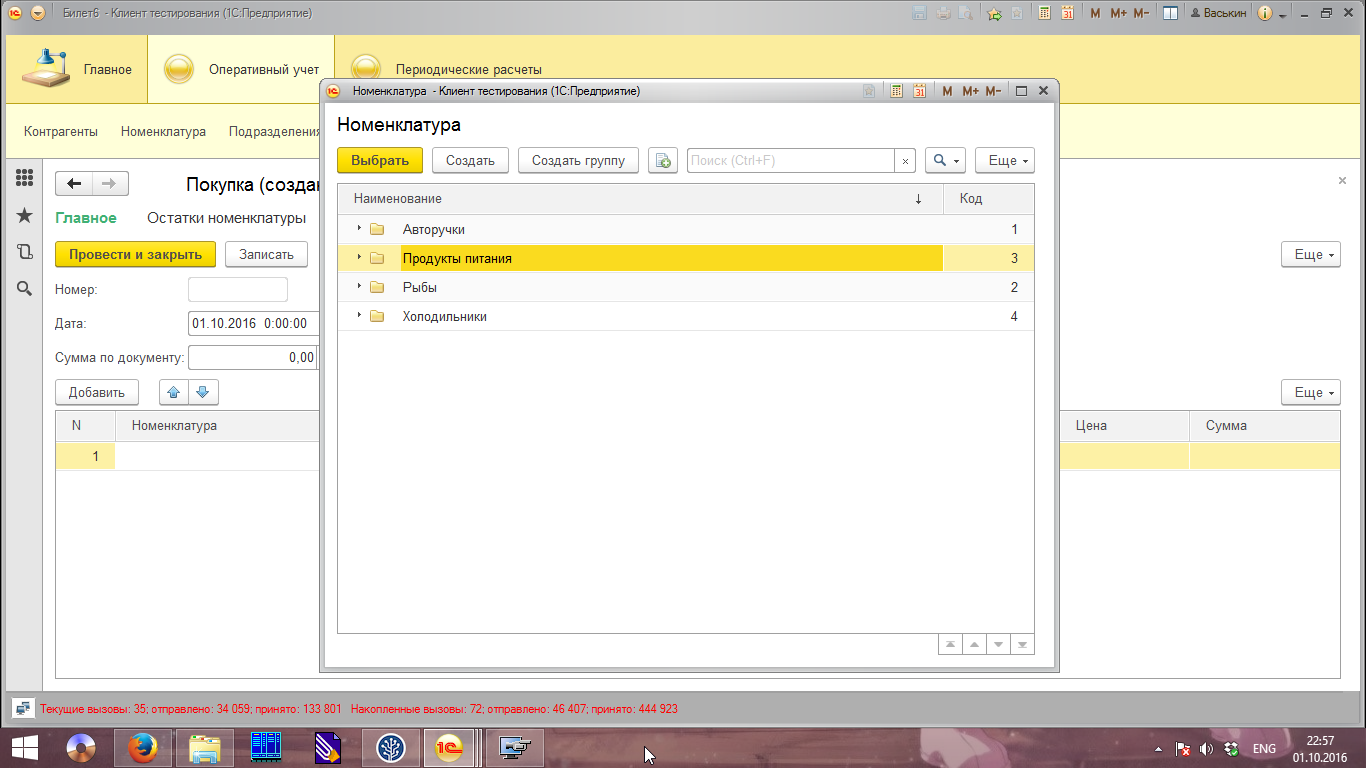 Билет6 - Клиент тестирования (1С:Предприятие)
M M+ M- Васькин
Главное Оперативный учет Периодические расчеты
Контрагенты Номенклатура Подразделения
Номенклатура - Клиент тестирования (1С:Предприятие)
M M+ M-
Номенклатура
Выбрать Создать Создать группу Поиск (Ctrl+F) × Еще
Наименование ↓ Код
Авторучки 1
Продукты питания 3
Рыбы 2
Холодильники 4
Покупка (создан
Главное Остатки номенклатуры
Провести и закрыть Записать Еще
Номер:
Дата: 01.10.2016 0:00:00
Сумма по документу: 0,00
Добавить Еще
N Номенклатура Цена Сумма
1
Текущие вызовы: 35; отправлено: 34 059; принято: 133 801 Накопленные вызовы: 72; отправлено: 46 407; принято: 444 923
ENG 22:57
01.10.2016